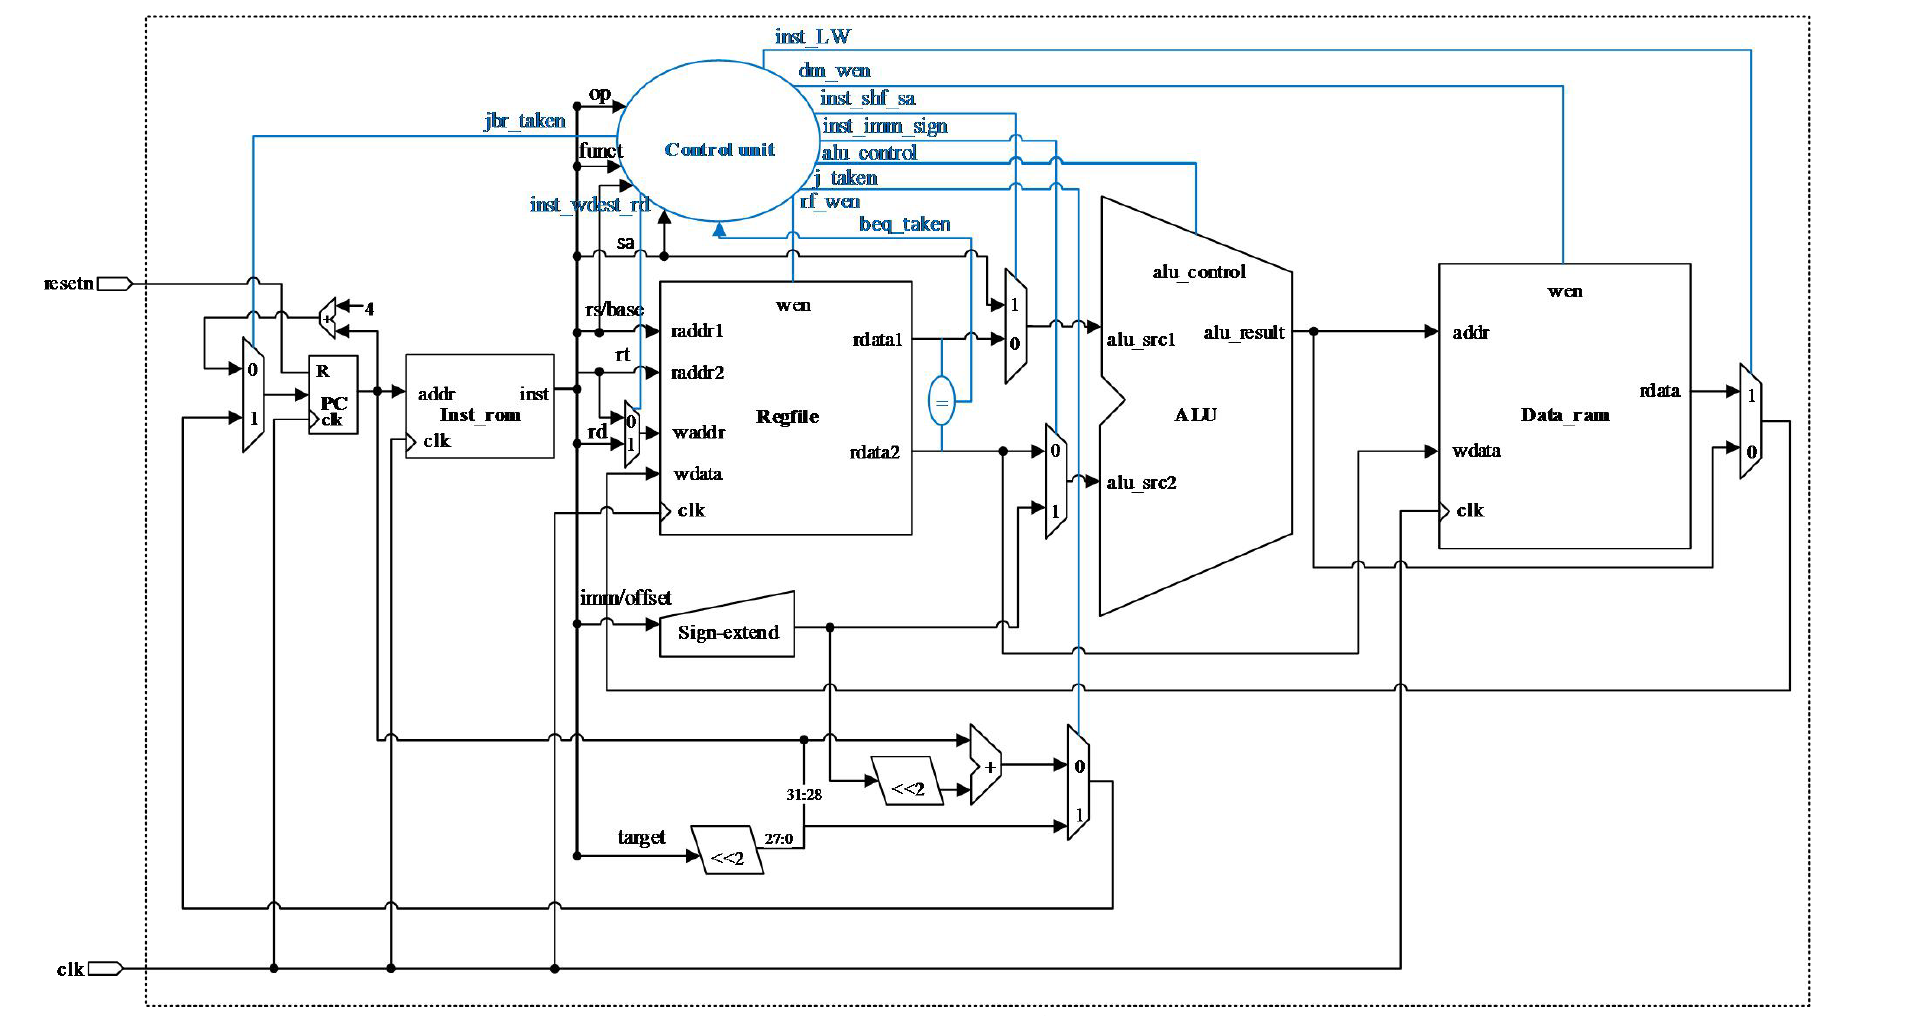 inst_LW
dm_wen
op
inst_shf_sa
jbr_taken
inst_imm_sign
Control unit
funct
alu_control
j_taken
inst_wdest_rd
rf_wen
beq_taken
sa
alu_control
resetn
wen
wen
4
rs/base
1
+
raddr1
rdata1
alu_src1
alu_result
addr
0
rt
0
R
raddr2
PC
addr
inst
rdata
1
=
clk
Inst_rom
0
Regfile
ALU
Data_ram
1
rd
waddr
clk
1
rdata2
0
wdata
0
wdata
alu_src2
clk
1
clk
imm/offset
Sign-extend
+
0
<<2
31:28
1
target
27:0
<<2
clk